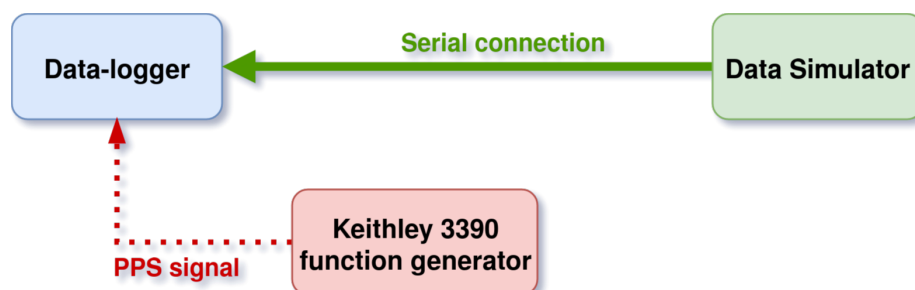 Serial connection
Data-logger
Data Simulator
Keithley 3390
function generator
PPS signal